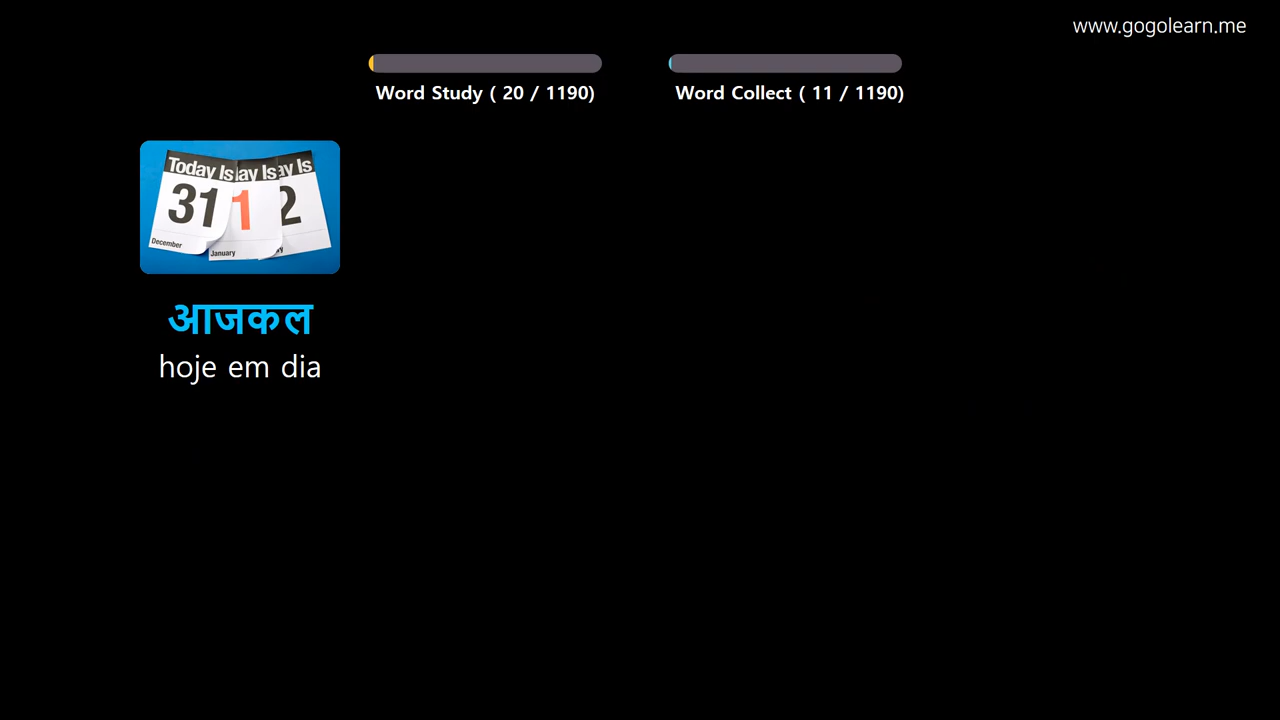 www.gogolearn.me
Word Study ( 20 / 1190)
Word Collect ( 11 / 1190)
Today Is
ay Is
ay Is
31
1
2
December
January
आजकल
hoje em dia